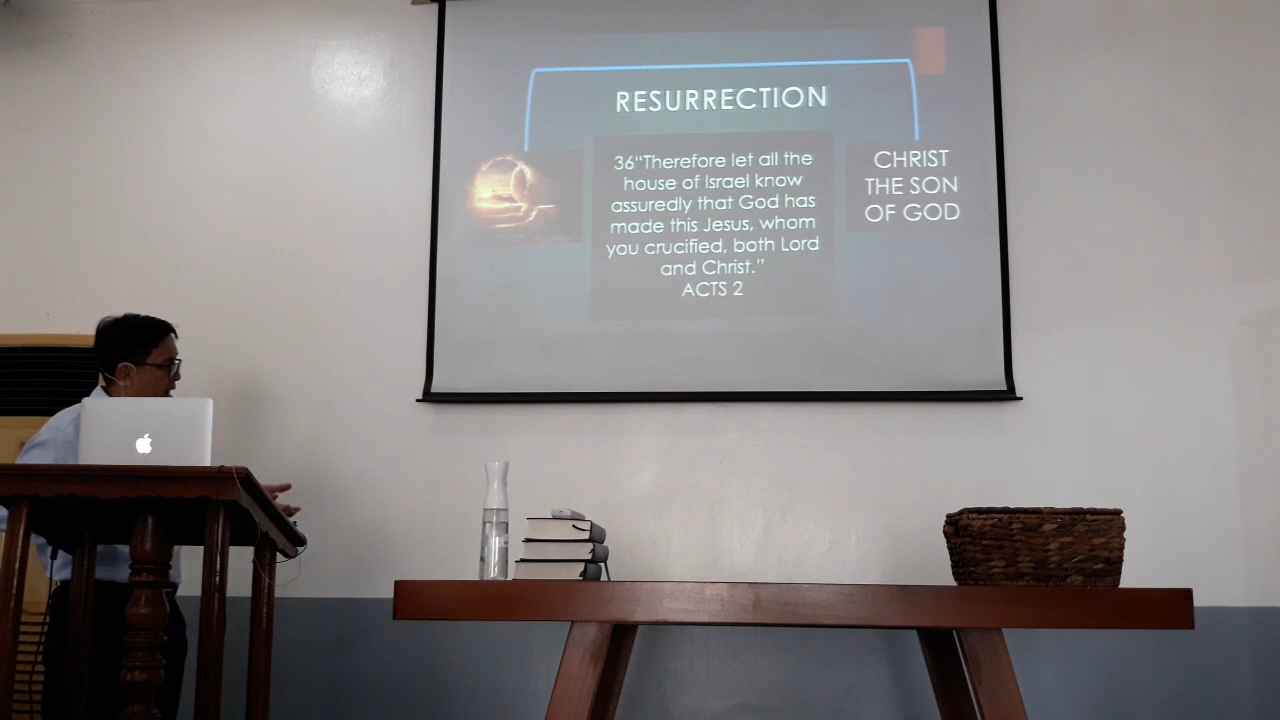 RESURRECTION
36“Therefore let all the
house of Israel know
assuredly that God has
made this Jesus, whom
you crucified, both Lord
and Christ.”
ACTS 2
CHRIST
THE SON
OF GOD